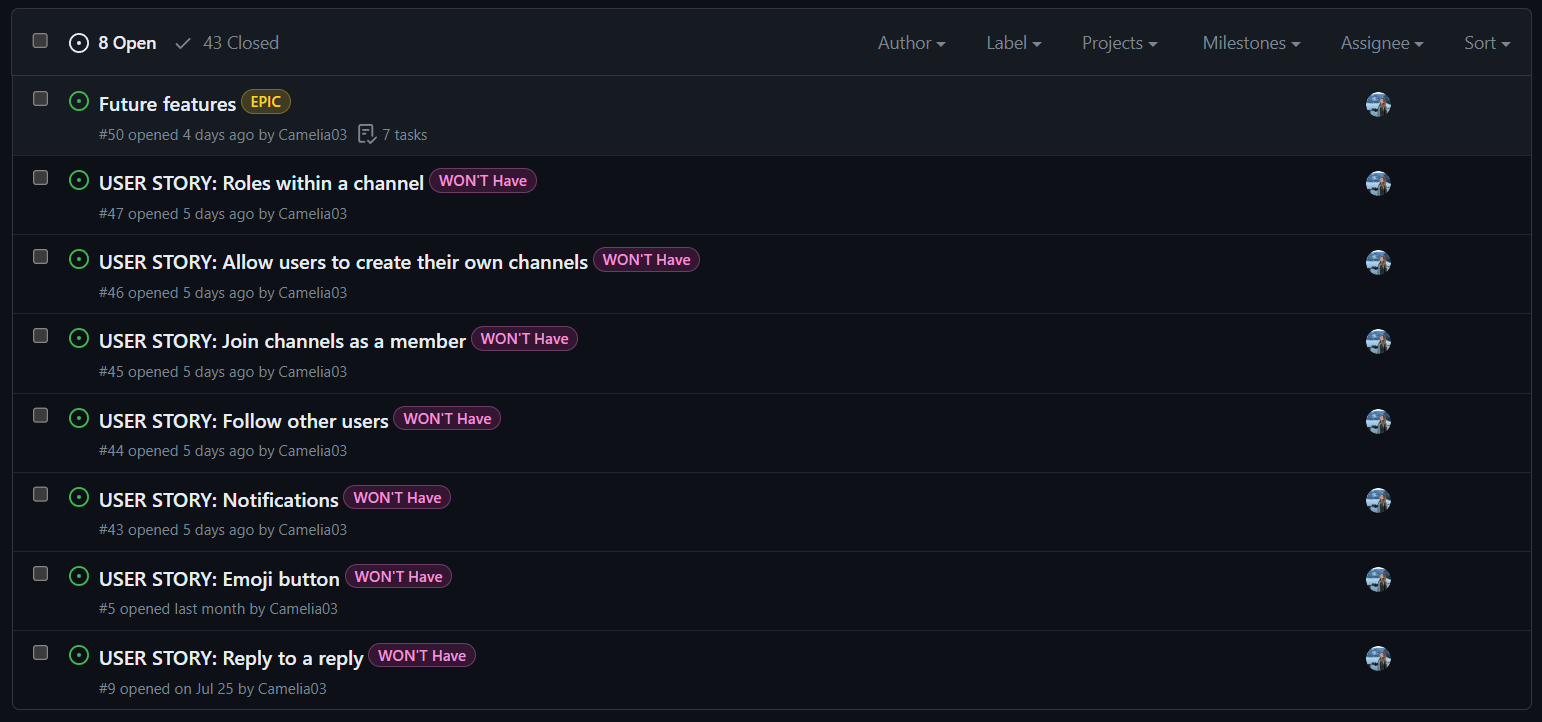 8 Open 43 Closed Author Label Projects Milestones Assignee Sort
Future features EPIC
#50 opened 4 days ago by Camelia03 7 tasks
USER STORY: Roles within a channel WON'T Have
#47 opened 5 days ago by Camelia03
USER STORY: Allow users to create their own channels WON'T Have
#46 opened 5 days ago by Camelia03
USER STORY: Join channels as a member WON'T Have
#45 opened 5 days ago by Camelia03
USER STORY: Follow other users WON'T Have
#44 opened 5 days ago by Camelia03
USER STORY: Notifications WON'T Have
#43 opened 5 days ago by Camelia03
USER STORY: Emoji button WON'T Have
#5 opened last month by Camelia03
USER STORY: Reply to a reply WON'T Have
#9 opened on Jul 25 by Camelia03